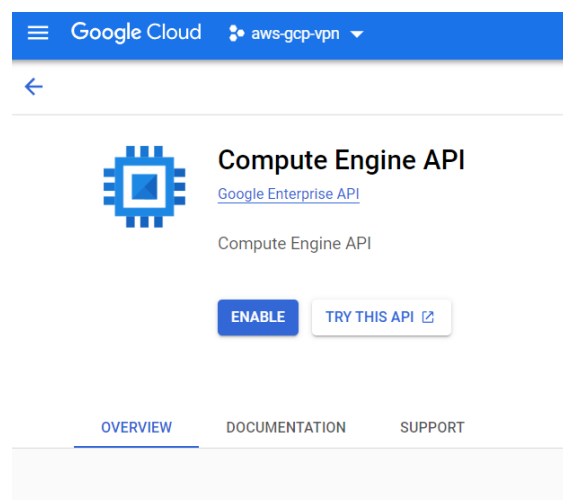 Google Cloud aws-gcp-vpn
Compute Engine API
Google Enterprise API
Compute Engine API
ENABLE TRY THIS API
OVERVIEW DOCUMENTATION SUPPORT